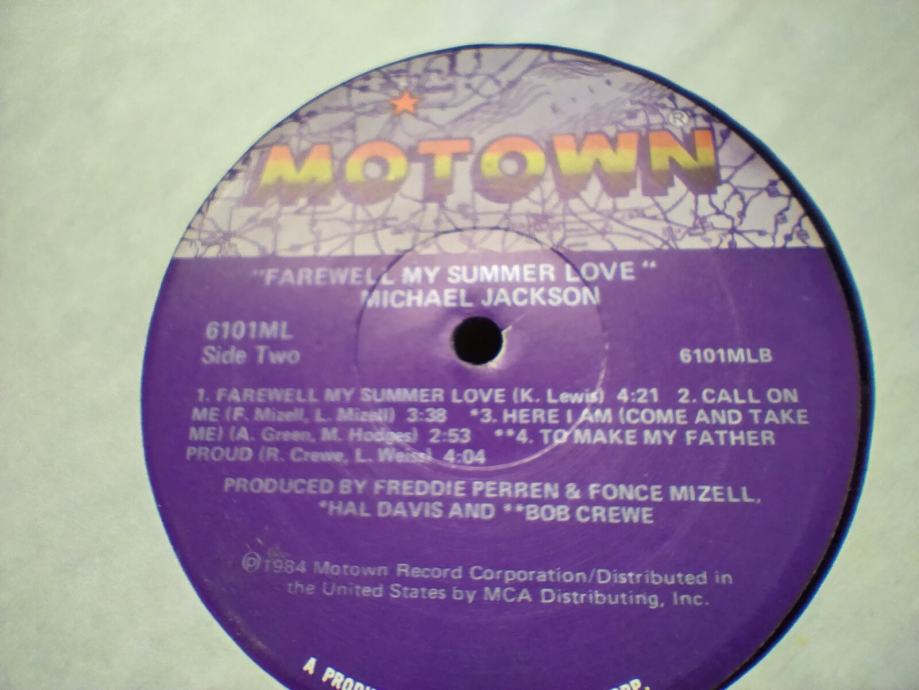 MOTOWN ®
"FAREWELL MY SUMMER LOVE"
MICHAEL JACKSON
6101ML
Side Two
6101MLB
1. FAREWELL MY SUMMER LOVE (K. Lewis) 4:21 2. CALL ON
ME (F. Mizell, L. Mizell) 3:38 *3. HERE I AM (COME AND TAKE
ME) (A. Green, M. Hodges) 2:53 **4. TO MAKE MY FATHER
PROUD (R. Crewe, L. Weiss) 4:04
PRODUCED BY FREDDIE PERREN & FONCE MIZELL,
*HAL DAVIS AND **BOB CREWE
℗1984 Motown Record Corporation/Distributed in
the United States by MCA Distributing, Inc.
A